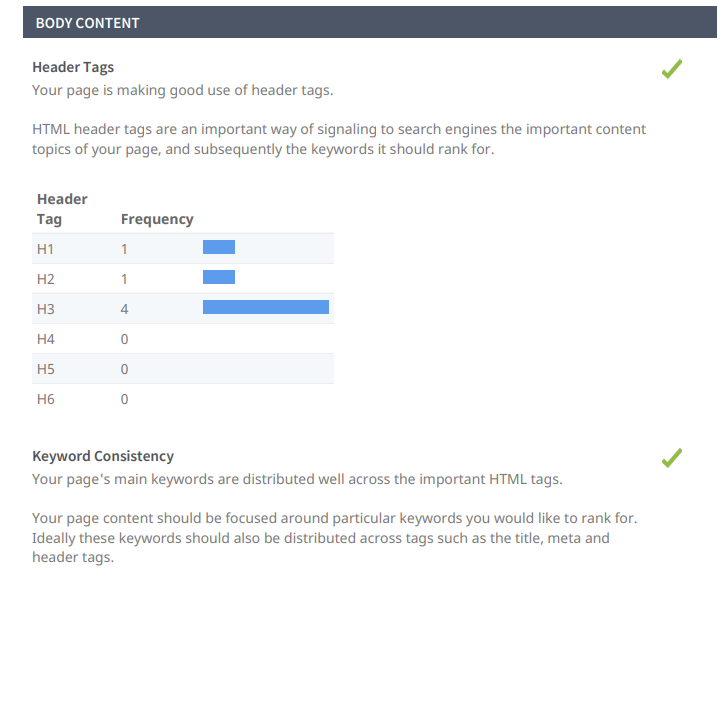 BODY CONTENT
Header Tags
Your page is making good use of header tags.
HTML header tags are an important way of signaling to search engines the important content
topics of your page, and subsequently the keywords it should rank for.
Header
Tag Frequency
H1 1
H2 1
H3 4
H4 0
H5 0
H6 0
Keyword Consistency
Your page's main keywords are distributed well across the important HTML tags.
Your page content should be focused around particular keywords you would like to rank for.
Ideally these keywords should also be distributed across tags such as the title, meta and
header tags.